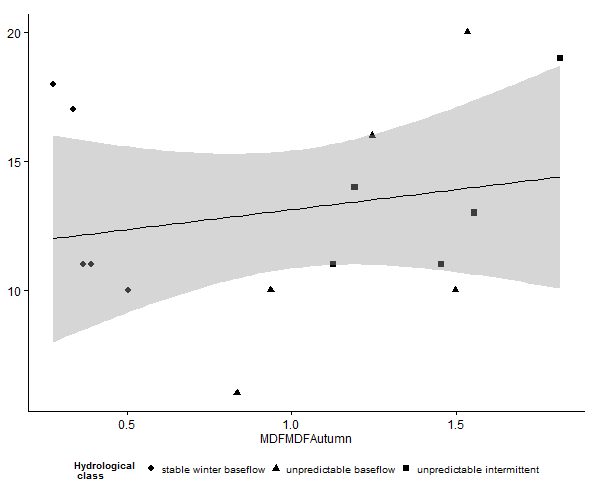 20
15
10
0.5 1.0 1.5
MDFMDFAutumn
Hydrological class
stable winter baseflow unpredictable baseflow unpredictable intermittent